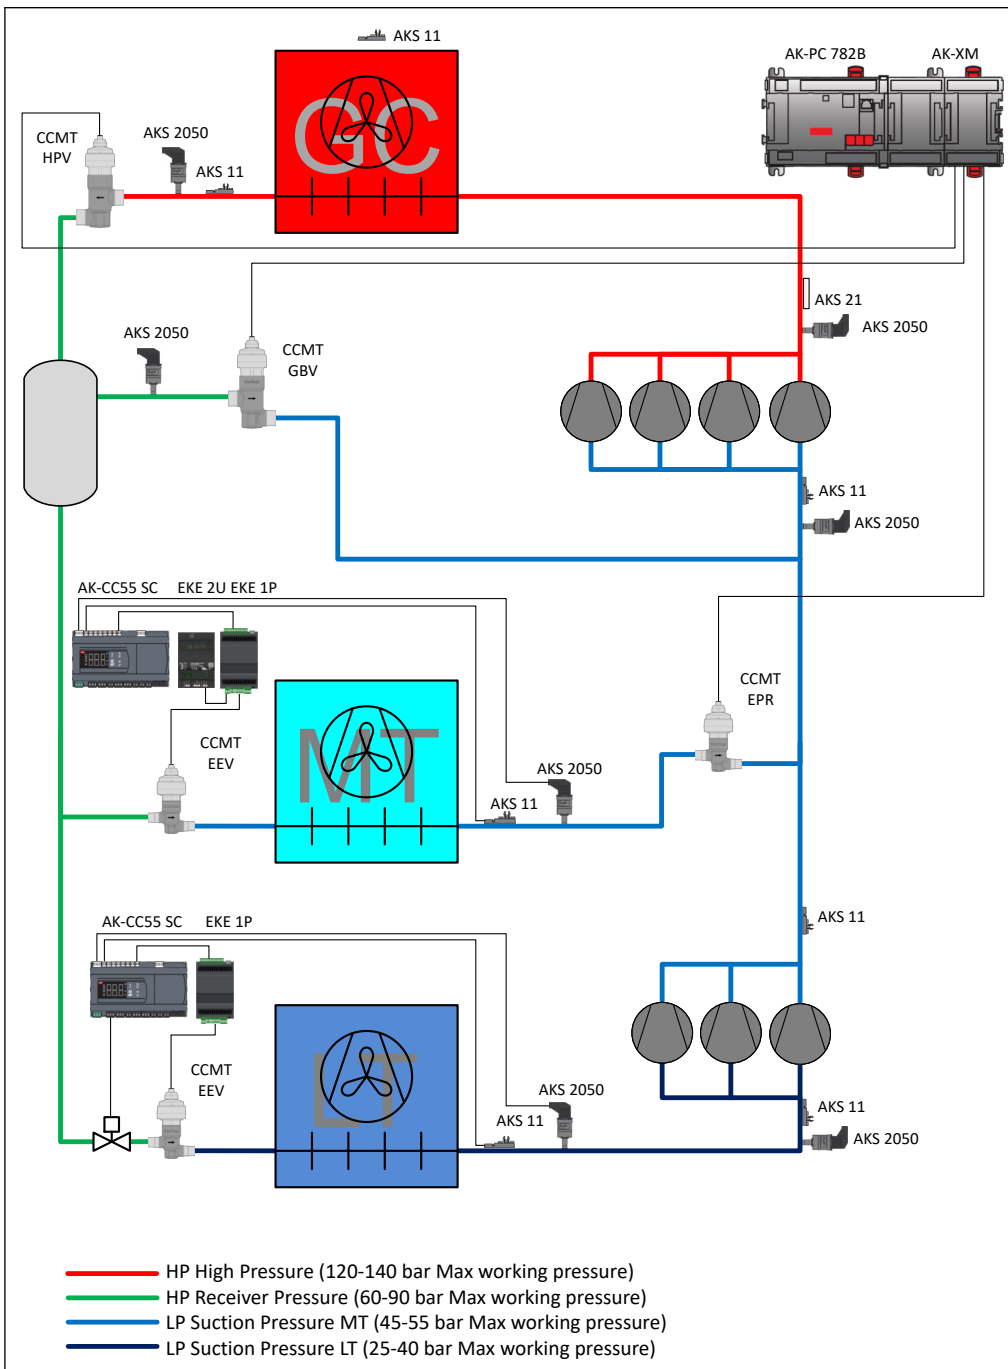 AKS 11
AK-PC 782B
AK-XM
GC
CCMT
HPV
AKS 2050
AKS 11
AKS 21
AKS 2050
AKS 2050
CCMT
GBV
AKS 11
AKS 2050
AK-CC55 SC
EKE 2U
EKE 1P
CCMT
EPR
CCMT
EEV
MT
AKS 2050
AKS 11
AKS 11
AK-CC55 SC
EKE 1P
CCMT
EEV
LT
AKS 2050
AKS 11
AKS 11
AKS 2050
HP High Pressure (120-140 bar Max working pressure)
HP Receiver Pressure (60-90 bar Max working pressure)
LP Suction Pressure MT (45-55 bar Max working pressure)
LP Suction Pressure LT (25-40 bar Max working pressure)